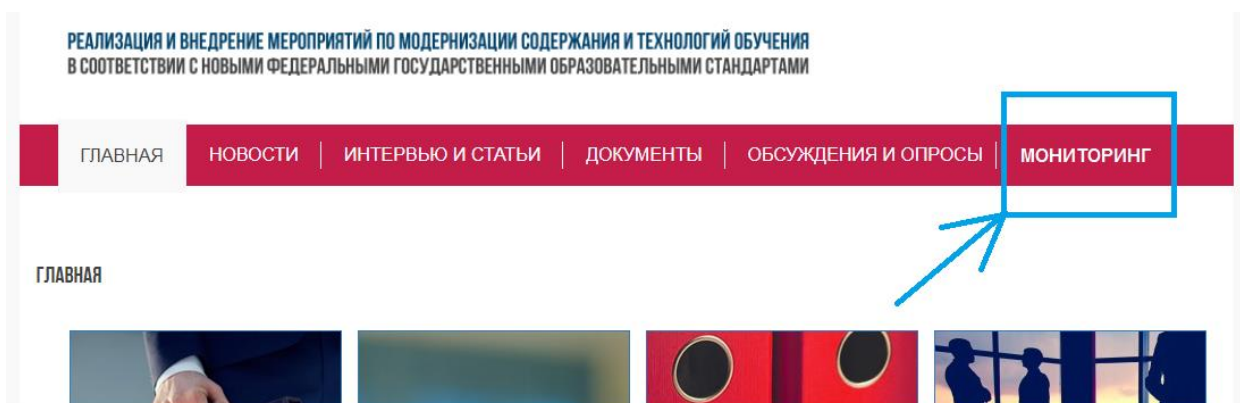 РЕАЛИЗАЦИЯ И ВНЕДРЕНИЕ МЕРОПРИЯТИЙ ПО МОДЕРНИЗАЦИИ СОДЕРЖАНИЯ И ТЕХНОЛОГИЙ ОБУЧЕНИЯ
В СООТВЕТСТВИИ С НОВЫМИ ФЕДЕРАЛЬНЫМИ ГОСУДАРСТВЕННЫМИ ОБРАЗОВАТЕЛЬНЫМИ СТАНДАРТАМИ
ГЛАВНАЯ НОВОСТИ ИНТЕРВЬЮ И СТАТЬИ ДОКУМЕНТЫ ОБСУЖДЕНИЯ И ОПРОСЫ МОНИТОРИНГ
ГЛАВНАЯ